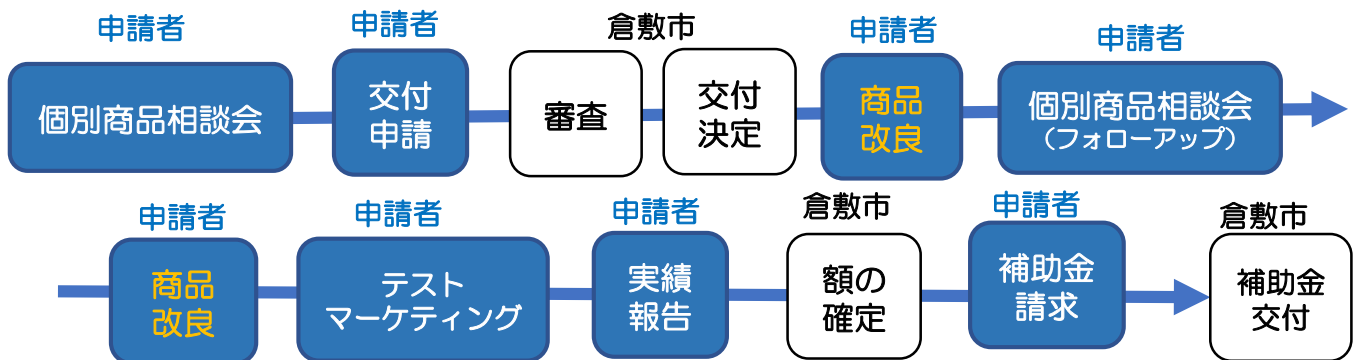 申請者
個別商品相談会
申請者
交付
申請
倉敷市
審査
交付
決定
申請者
商品
改良
申請者
個別商品相談会
(フォローアップ)
申請者
商品
改良
申請者
テスト
マーケティング
申請者
実績
報告
倉敷市
額の
確定
申請者
補助金
請求
倉敷市
補助金
交付